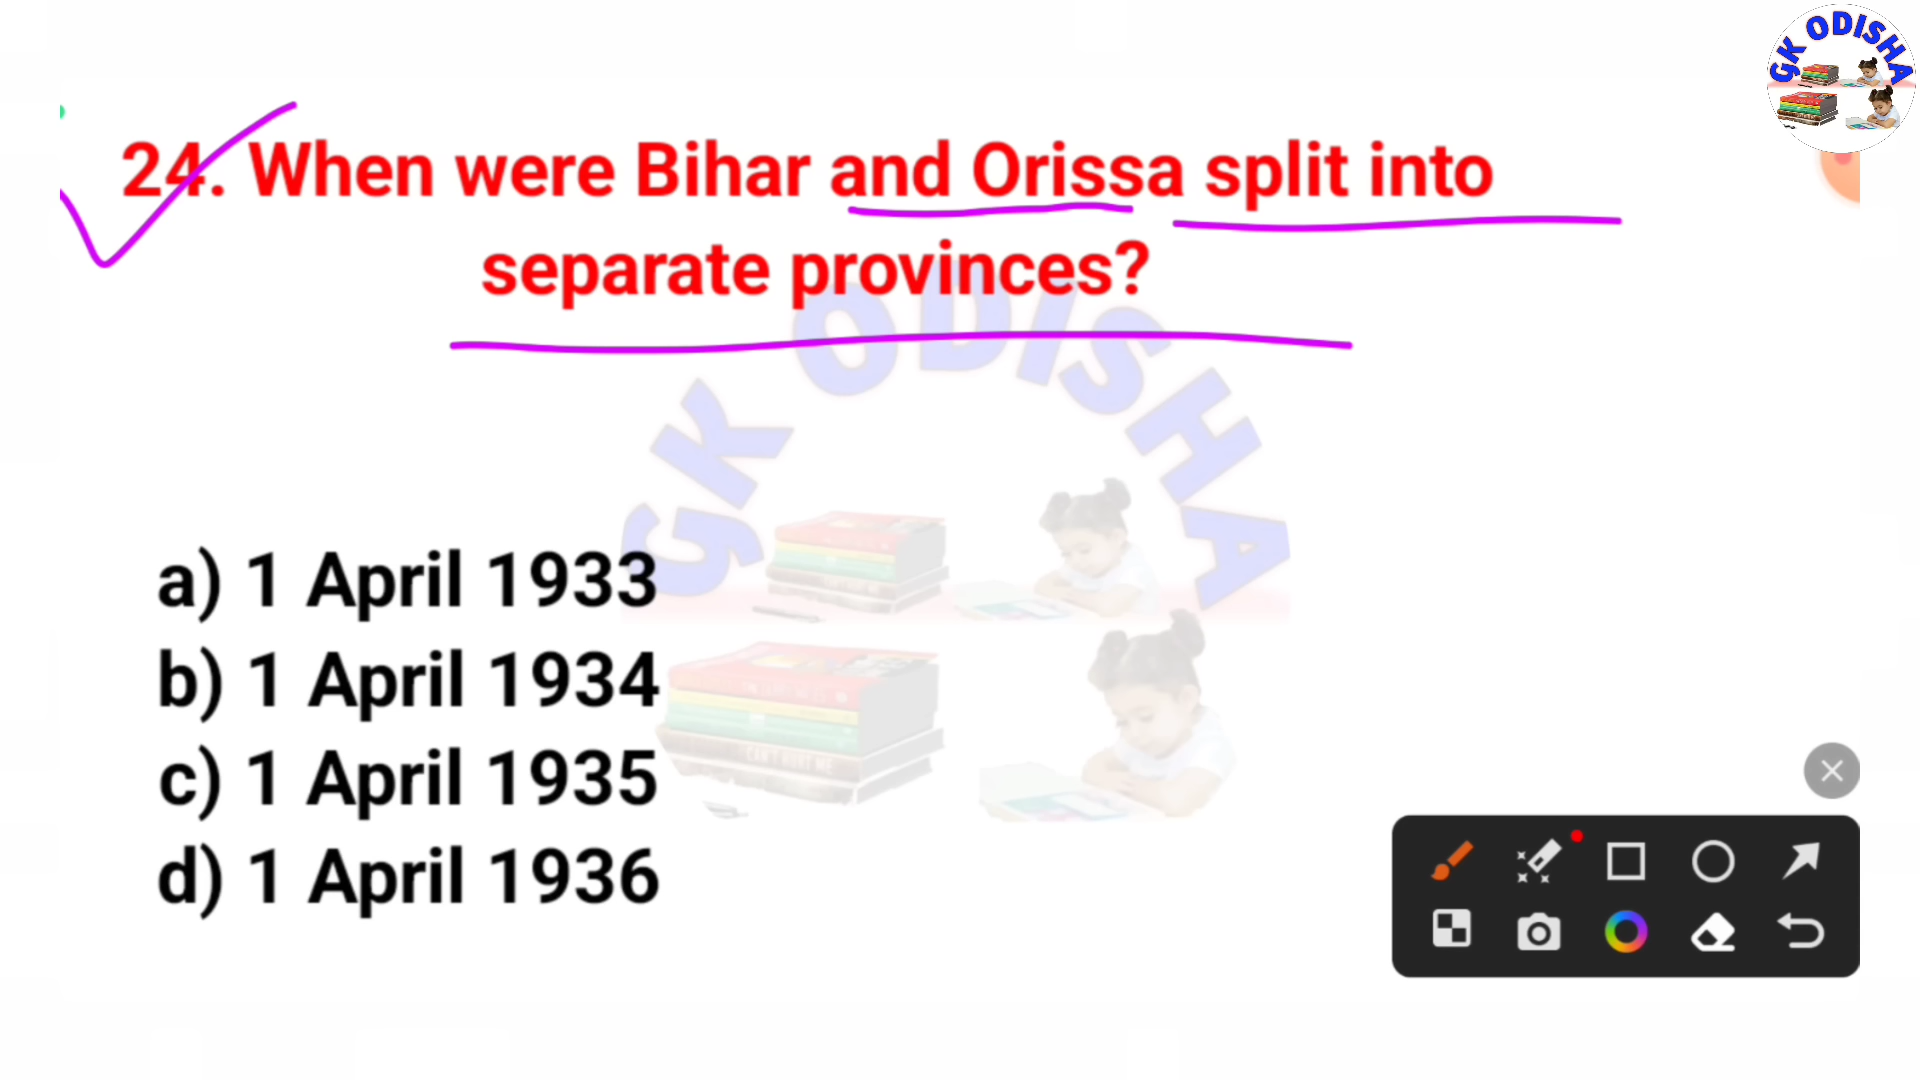 GK ODISHA
24. When were Bihar and Orissa split into
separate provinces?
GK ODISHA
a) 1 April 1933
b) 1 April 1934
c) 1 April 1935
d) 1 April 1936